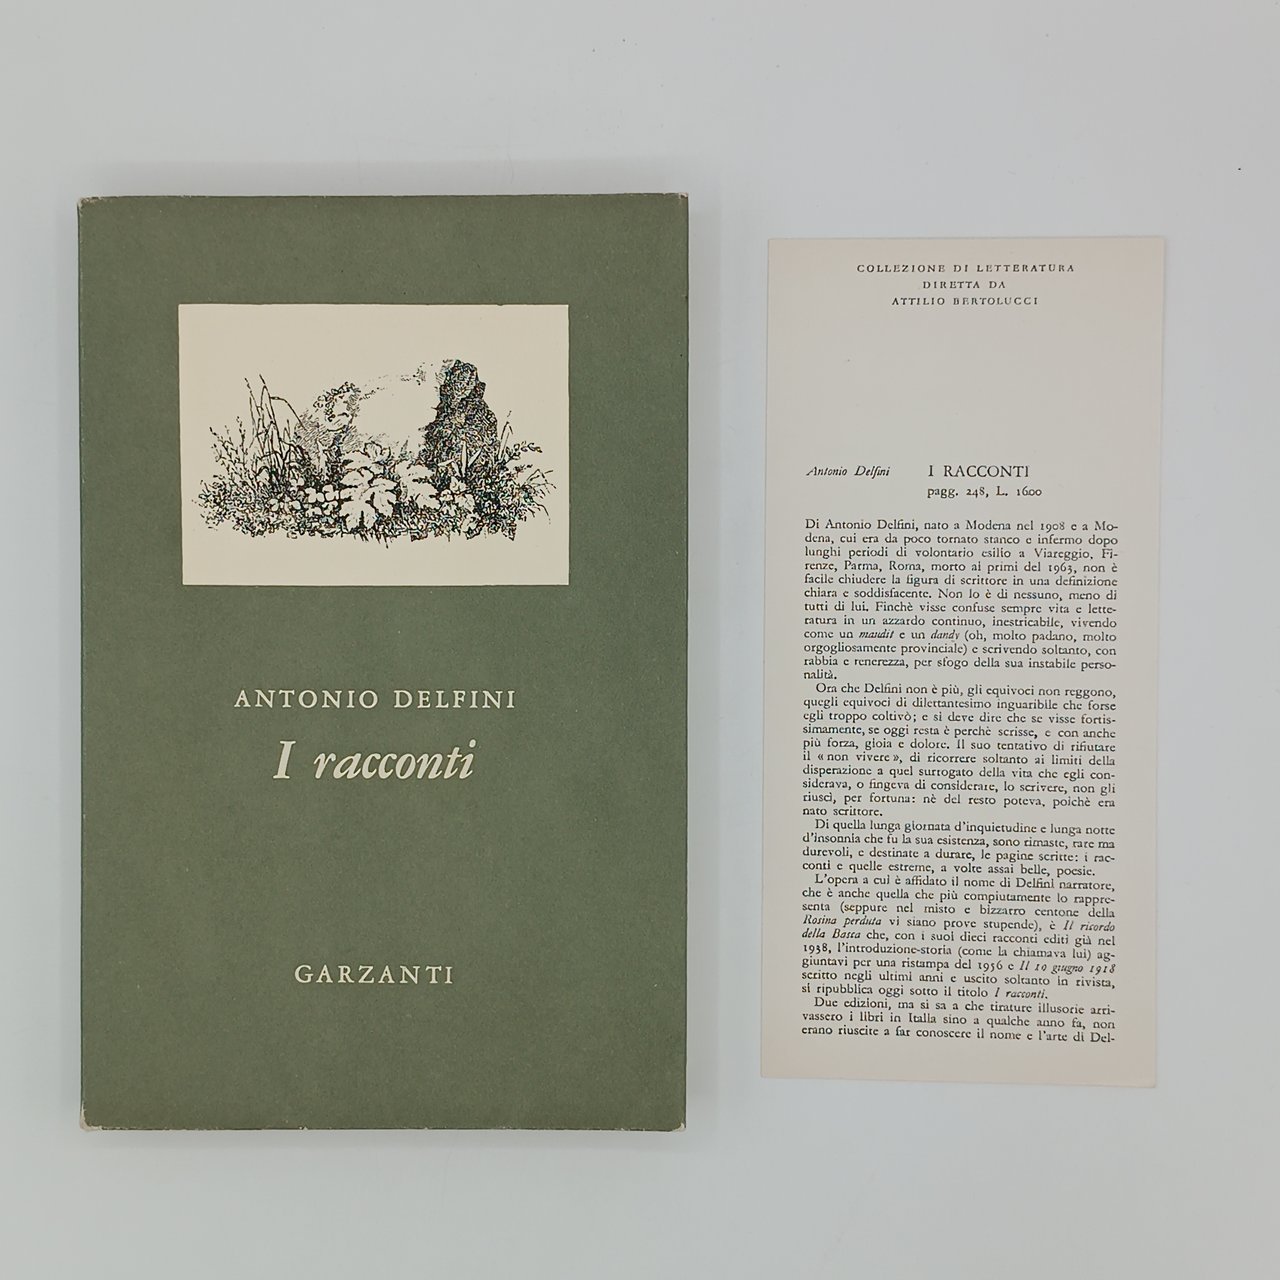 ANTONIO DELFINI
I racconti
GARZANTI
COLLEZIONE DI LETTERATURA
DIRETTA DA
ATTILIO BERTOLUCCI
Antonio Delfini I RACCONTI
pagg. 248, L. 1600
Di Antonio Delfini, nato a Modena nel 1908 e a Mo-
dena, cui era da poco tornato stanco e infermo dopo
lunghi periodi di volontario esilio a Viareggio, Fi-
renze, Parma, Roma, morto ai primi del 1963, non è
facile chiudere la figura di scrittore in una definizione
chiara e soddisfacente. Non lo è di nessuno, meno di
tutti di lui. Finchè visse confuse sempre vita e lette-
ratura in un azzardo continuo, inestricabile, vivendo
come un maudit e un dandy (oh, molto padano, molto
orgogliosamente provinciale) e scrivendo soltanto, con
rabbia e tenerezza, per sfogo della sua instabile perso-
nalità.
Ora che Delfini non è più, gli equivoci non reggono,
quegli equivoci di dilettantesimo inguaribile che forse
egli troppo coltivò; e si deve dire che se visse fortis-
simamente, se oggi resta è perchè scrisse, e con anche
più forza, gioia e dolore. Il suo tentativo di rifiutare
il « non vivere », di ricorrere soltanto ai limiti della
disperazione a quel surrogato della vita che egli con-
siderava, o fingeva di considerare, lo scrivere, non gli
riuscì, per fortuna: nè del resto poteva, poichè era
nato scrittore.
Di quella lunga giornata d'inquietudine e lunga notte
d'insonnia che fu la sua esistenza, sono rimaste, rare ma
durevoli, e destinate a durare, le pagine scritte: i rac-
conti e quelle estreme, a volte assai belle, poesie.
L'opera a cui è affidato il nome di Delfini narratore,
che è anche quella che più compiutamente lo rappre-
senta (seppure nel misto e bizzarro centone della
Rosina perduta vi siano prove stupende), è Il ricordo
della Basca che, con i suoi dieci racconti editi già nel
1938, l'introduzione-storia (come la chiamava lui) ag-
giuntavi per una ristampa del 1956 e Il 10 giugno 1918
scritto negli ultimi anni e uscito soltanto in rivista,
si ripubblica oggi sotto il titolo I racconti.
Due edizioni, ma si sa a che tirature illusorie arri-
vassero i libri in Italia sino a qualche anno fa, non
erano riuscite a far conoscere il nome e l'arte di Del-